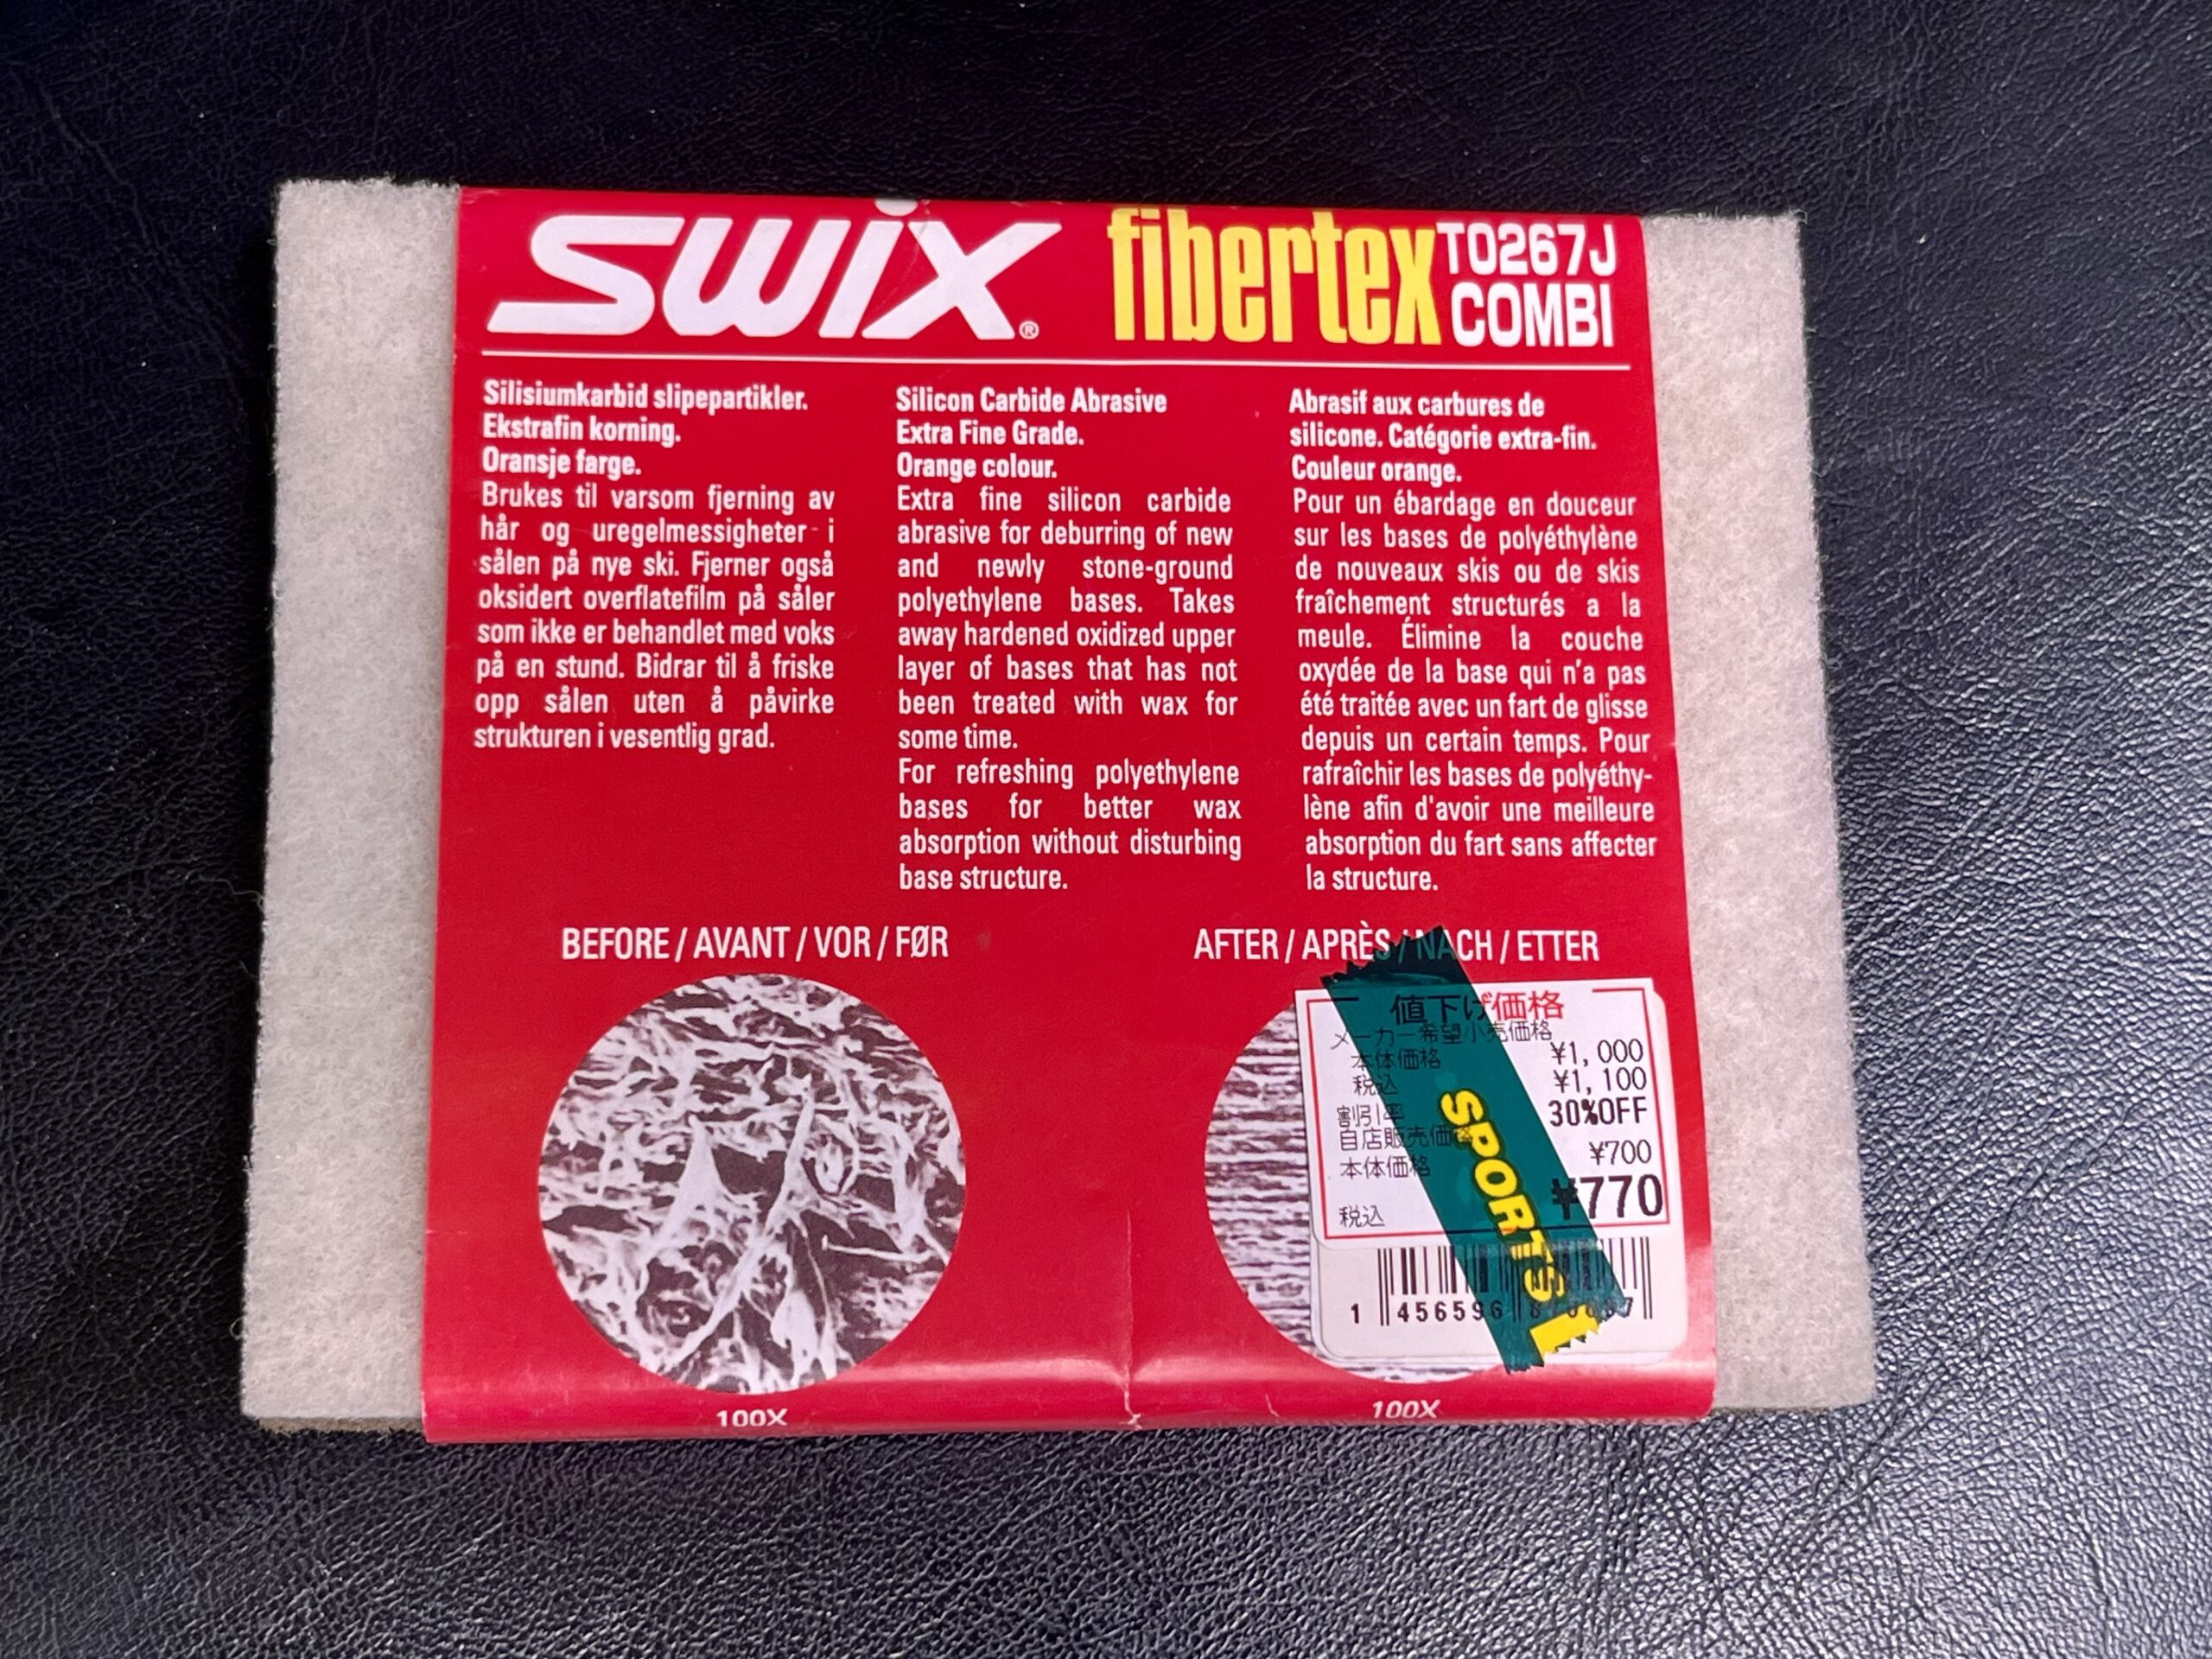 swix®
fibertex
T0267J
COMBI
Silisiumkarbid slipepartikler.
Ekstrafin korning.
Oransje farge.
Brukes til varsom fjerning av
hår og uregelmessigheter i
sålen på nye ski. Fjerner også
oksidert overflatefilm på såler
som ikke er behandlet med voks
på en stund. Bidrar til å friske
opp sålen uten å påvirke
strukturen i vesentlig grad.
Silicon Carbide Abrasive
Extra Fine Grade.
Orange colour.
Extra fine silicon carbide
abrasive for deburring of new
and newly stone-ground
polyethylene bases. Takes
away hardened oxidized upper
layer of bases that has not
been treated with wax for
some time.
For refreshing polyethylene
bases for better wax
absorption without disturbing
base structure.
Abrasif aux carbures de
silicone. Catégorie extra-fin.
Couleur orange.
Pour un ébardage en douceur
sur les bases de polyéthylène
de nouveaux skis ou de skis
fraîchement structurés a la
meule. Élimine la couche
oxydée de la base qui n'a pas
été traitée avec un fart de glisse
depuis un certain temps. Pour
rafraîchir les bases de polyéthy-
lène afin d'avoir une meilleure
absorption du fart sans affecter
la structure.
BEFORE / AVANT / VOR / FØR
AFTER / APRÈS / NACH / ETTER
値下げ価格
メーカー希望小売価格
本体価格 ¥1,000
税込 ¥1,100
割引率 30%OFF
自店販売価格
本体価格 ¥700
税込 ¥770
SPORTS 1
1 456596
100X
100X